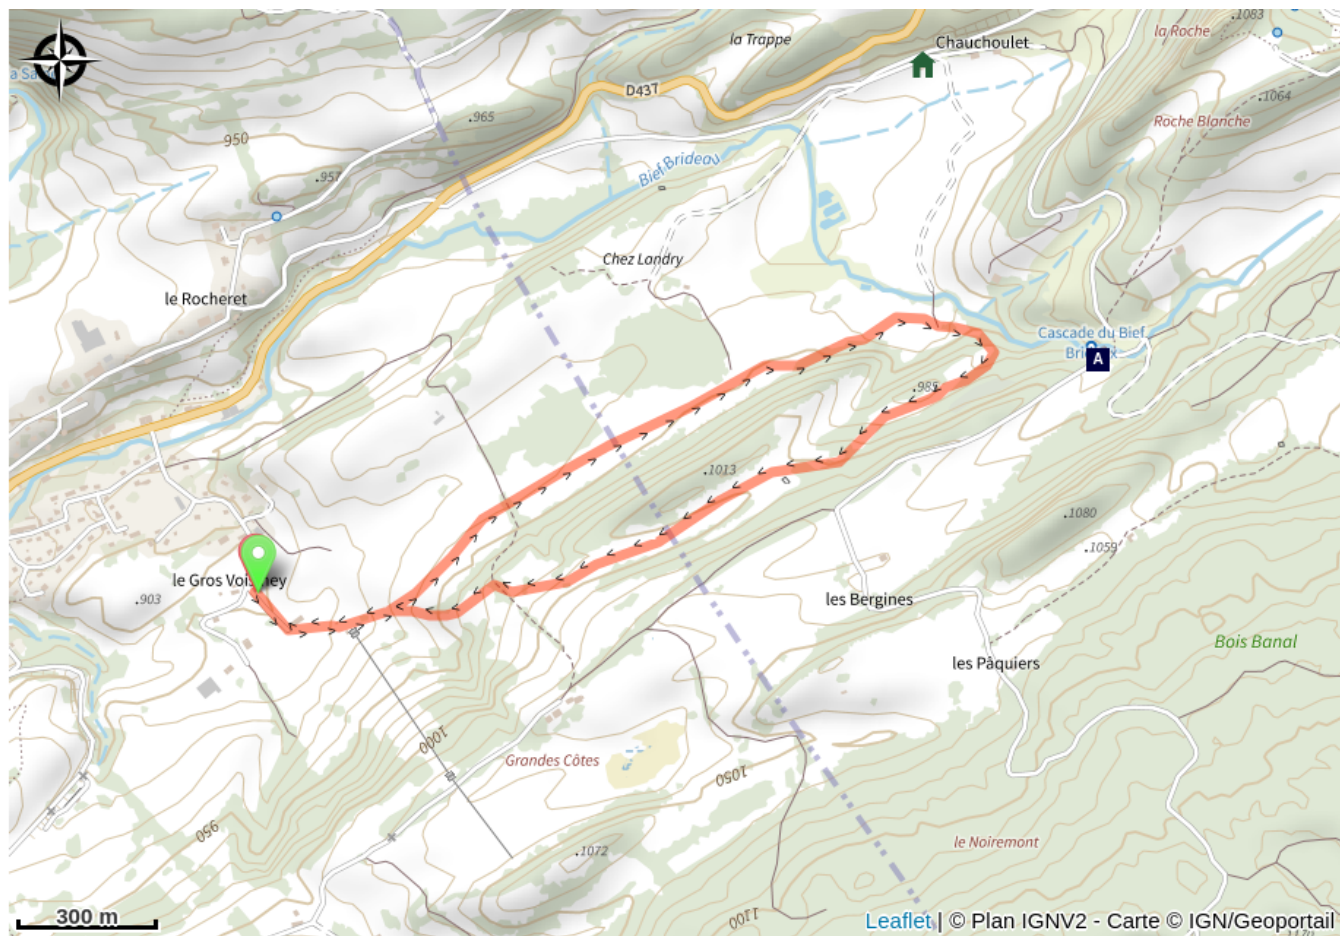 .1083
la Roche
Chauchoulet
la Trappe
D437
.1064
.965
Roche Blanche
950
Bief Brideau
.957
Chez Landry
le Rocheret
Cascade du Bief
A
.985
.1013
.1080
.1059
le Gros
.903
les Bergines
Bois Banal
les Pâquiers
1000
Grandes Côtes
1050
950
le Noiremont
.1072
1100
300 m
Leaflet | © Plan IGNV2 - Carte © IGN/Geoportail